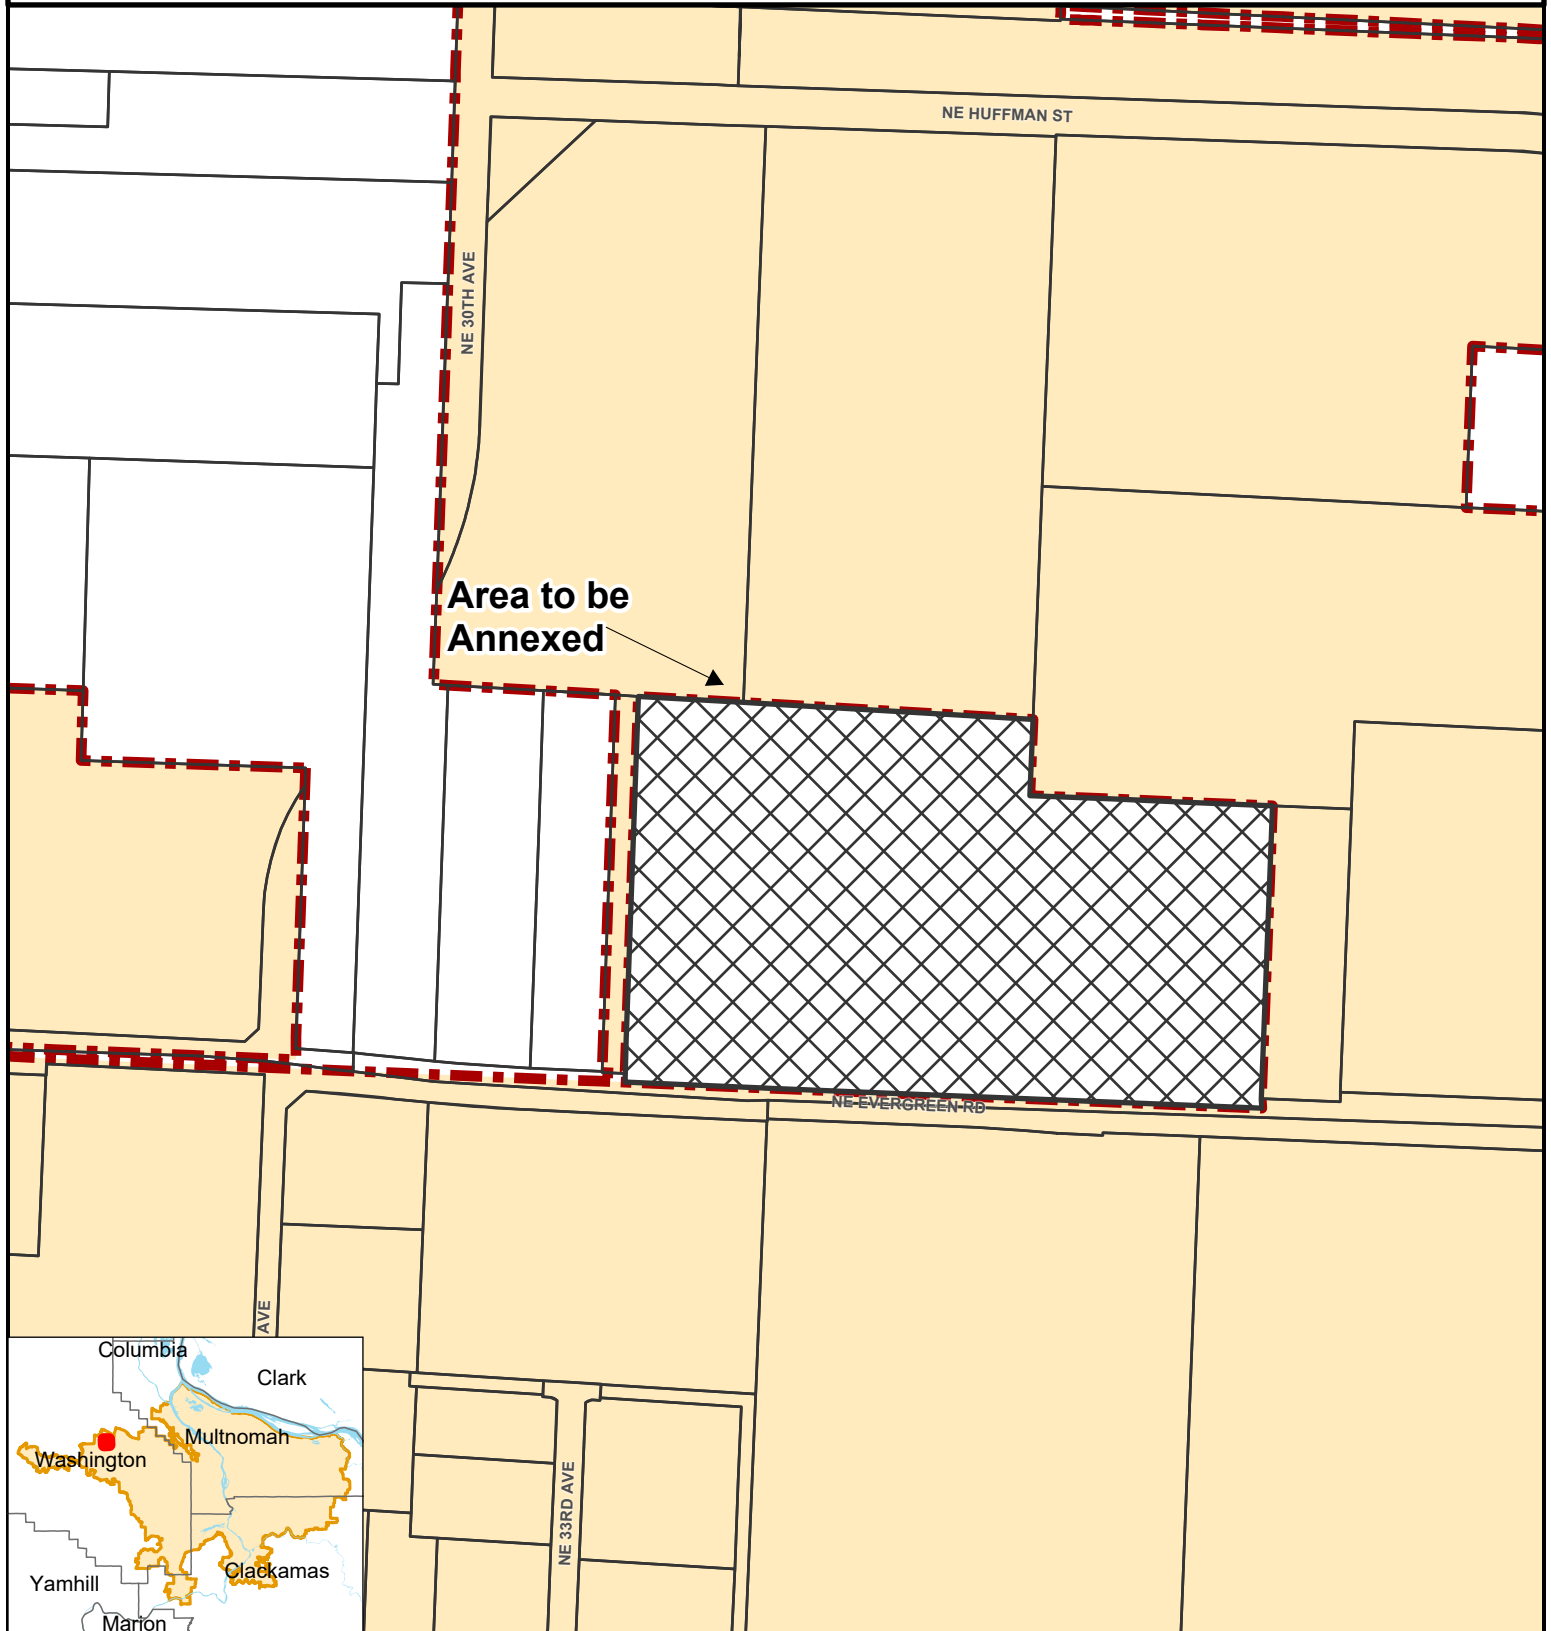 NE HUFFMAN ST
NE 30TH AVE
Area to be
Annexed
NE EVERGREEN RD
AVE
NE 33RD AVE
Columbia
Clark
Multnomah
Washington
Clackamas
Yamhill
Marion